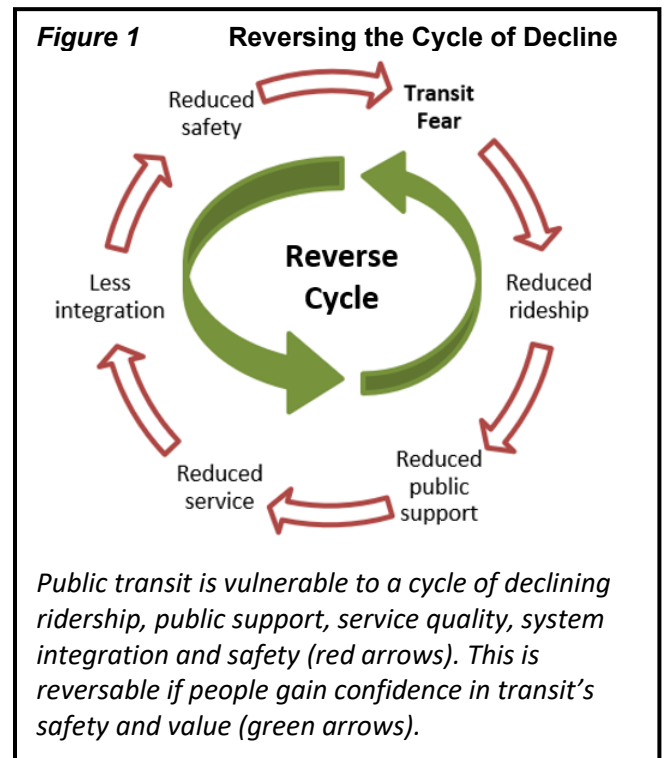 Figure 1 Reversing the Cycle of Decline
Reduced
safety
Transit
Fear
Reduced
rideship
Reduced
public
support
Reduced
service
Less
integration
Reverse
Cycle
Public transit is vulnerable to a cycle of declining
ridership, public support, service quality, system
integration and safety (red arrows). This is
reversable if people gain confidence in transit’s
safety and value (green arrows).